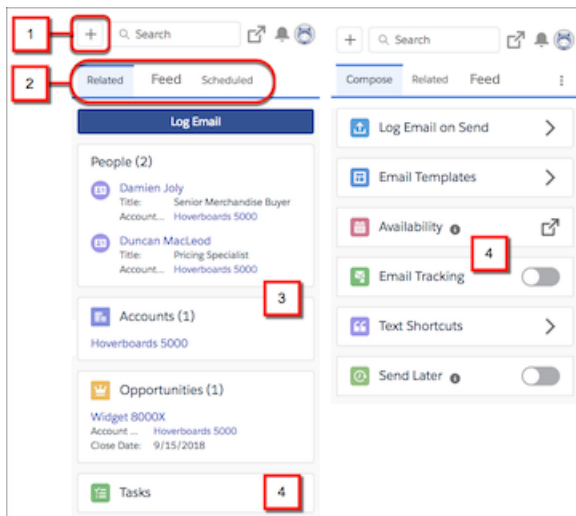 1
+
Search
2
Related Feed Scheduled
Log Email
People (2)
Damien Joly
Title: Senior Merchandise Buyer
Account... Hoverboards 5000
Duncan MacLeod
Title: Pricing Specialist
Account... Hoverboards 5000
3
Accounts (1)
Hoverboards 5000
Opportunities (1)
Widget 8000X
Account ... Hoverboards 5000
Close Date: 9/15/2018
Tasks
4
+
Search
Compose Related Feed
Log Email on Send
Email Templates
Availability
4
Email Tracking
Text Shortcuts
Send Later